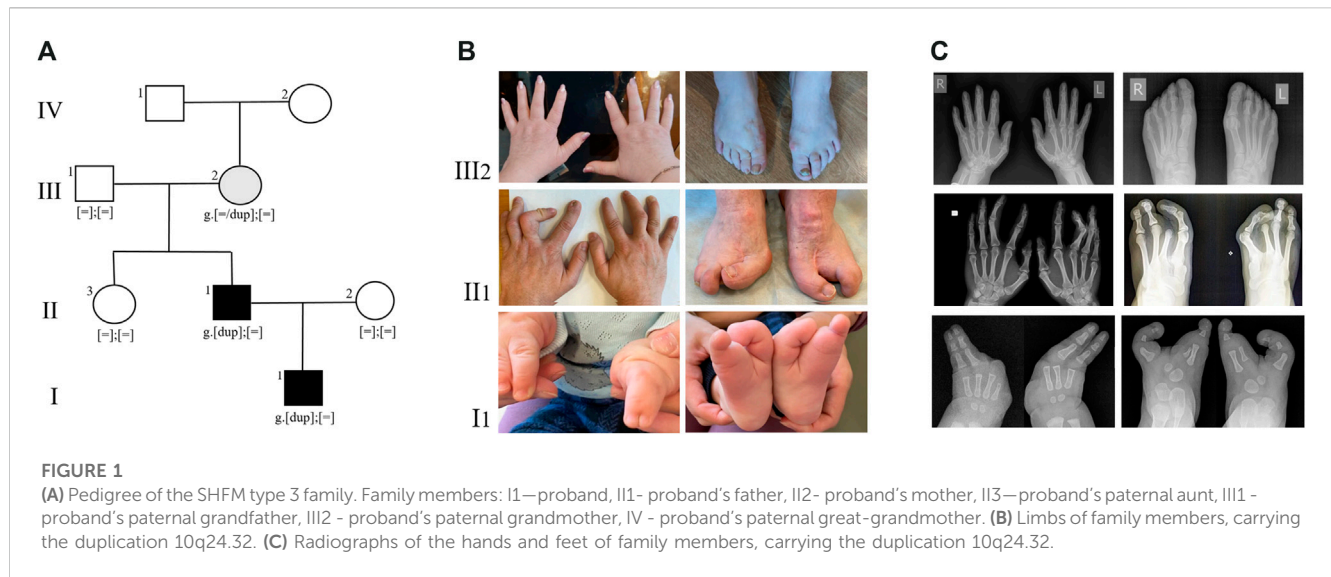 A
B
C
IV
1
2
III
1
2
[=];[=]
g.[=/dup];[=]
II
3
1
2
[=];[=]
g.[dup];[=]
[=];[=]
I
1
g.[dup];[=]
III2
II1
I1
R
L
R
L
FIGURE 1
(A) Pedigree of the SHFM type 3 family. Family members: I1—proband, II1- proband's father, II2- proband's mother, II3—proband's paternal aunt, III1 -
proband's paternal grandfather, III2 - proband's paternal grandmother, IV - proband's paternal great-grandmother. (B) Limbs of family members, carrying
the duplication 10q24.32. (C) Radiographs of the hands and feet of family members, carrying the duplication 10q24.32.